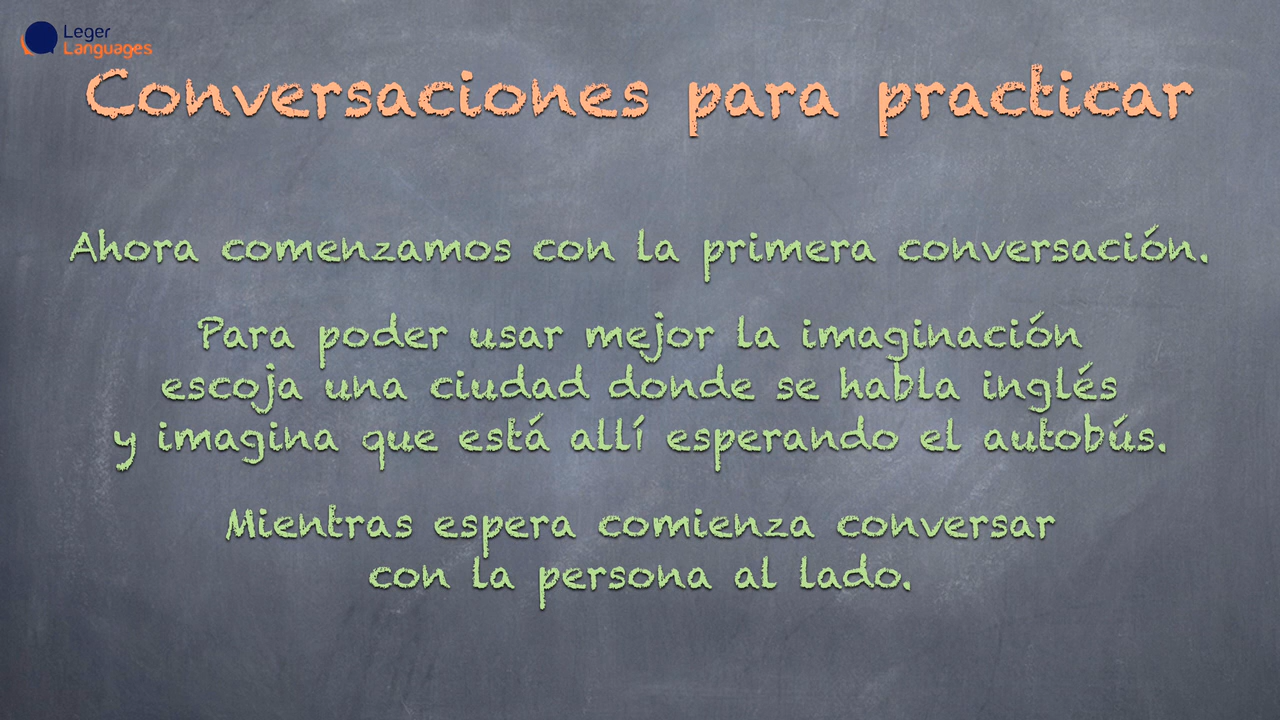 Leger
Languages
Conversaciones para practicar
Ahora comenzamos con la primera conversación.
Para poder usar mejor la imaginación
escoja una ciudad donde se habla inglés
y imagina que está allí esperando el autobús.
Mientras espera comienza conversar
con la persona al lado.